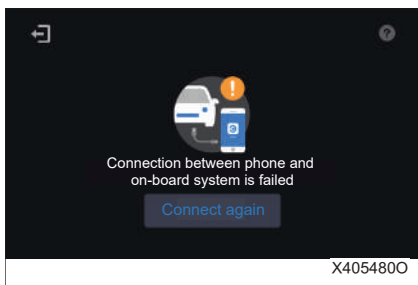 Connection between phone and
on-board system is failed
Connect again
X405480O